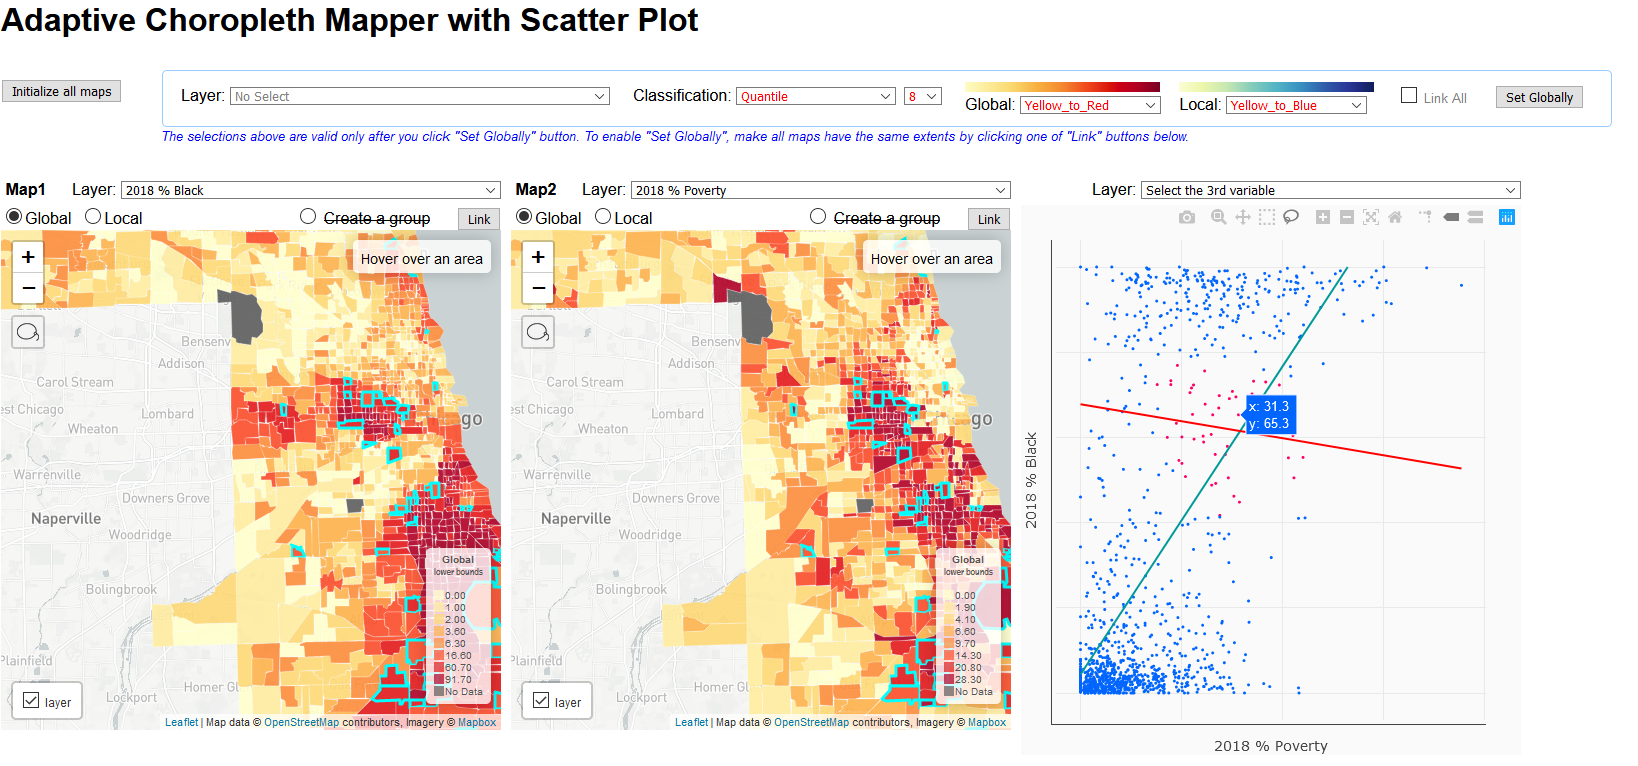 Adaptive Choropleth Mapper with Scatter Plot
Initialize all maps
Layer: No Select
Classification: Quantile 8
Global: Yellow_to_Red
Local: Yellow_to_Blue
Link All
Set Globally
The selections above are valid only after you click "Set Globally" button. To enable "Set Globally", make all maps have the same extents by clicking one of "Link" buttons below.
Map1 Layer: 2018 % Black
Global Local Create a group Link
+
−
Hover over an area
Bensenv
Addison
Carol Stream
est Chicago
Lombard
Wheaton
go
Warrenville
Downers Grove
Naperville
Woodridge
Bolingbrook
Plainfield
Lockport
Homer Gl
Global
lower bounds
0.00
1.00
2.00
3.60
6.30
16.60
60.70
91.70
No Data
layer
Leaflet | Map data © OpenStreetMap contributors, Imagery © Mapbox
Map2 Layer: 2018 % Poverty
Global Local Create a group Link
+
−
Hover over an area
Bensenv
Addison
Carol Stream
est Chicago
Lombard
Wheaton
go
Warrenville
Downers Grove
Naperville
Woodridge
Bolingbrook
Plainfield
Lockport
Homer Gl
Global
lower bounds
0.00
1.90
4.10
6.60
9.70
14.30
20.80
28.30
No Data
layer
Leaflet | Map data © OpenStreetMap contributors, Imagery © Mapbox
Layer: Select the 3rd variable
x: 31.3
y: 65.3
2018 % Black
2018 % Poverty